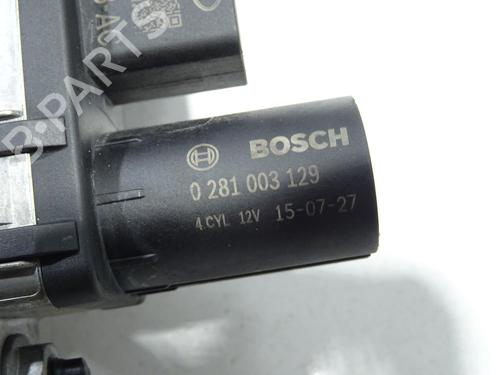 BOSCH
0 281 003 129
4 CYL 12V 15-07-27
B-PARTS